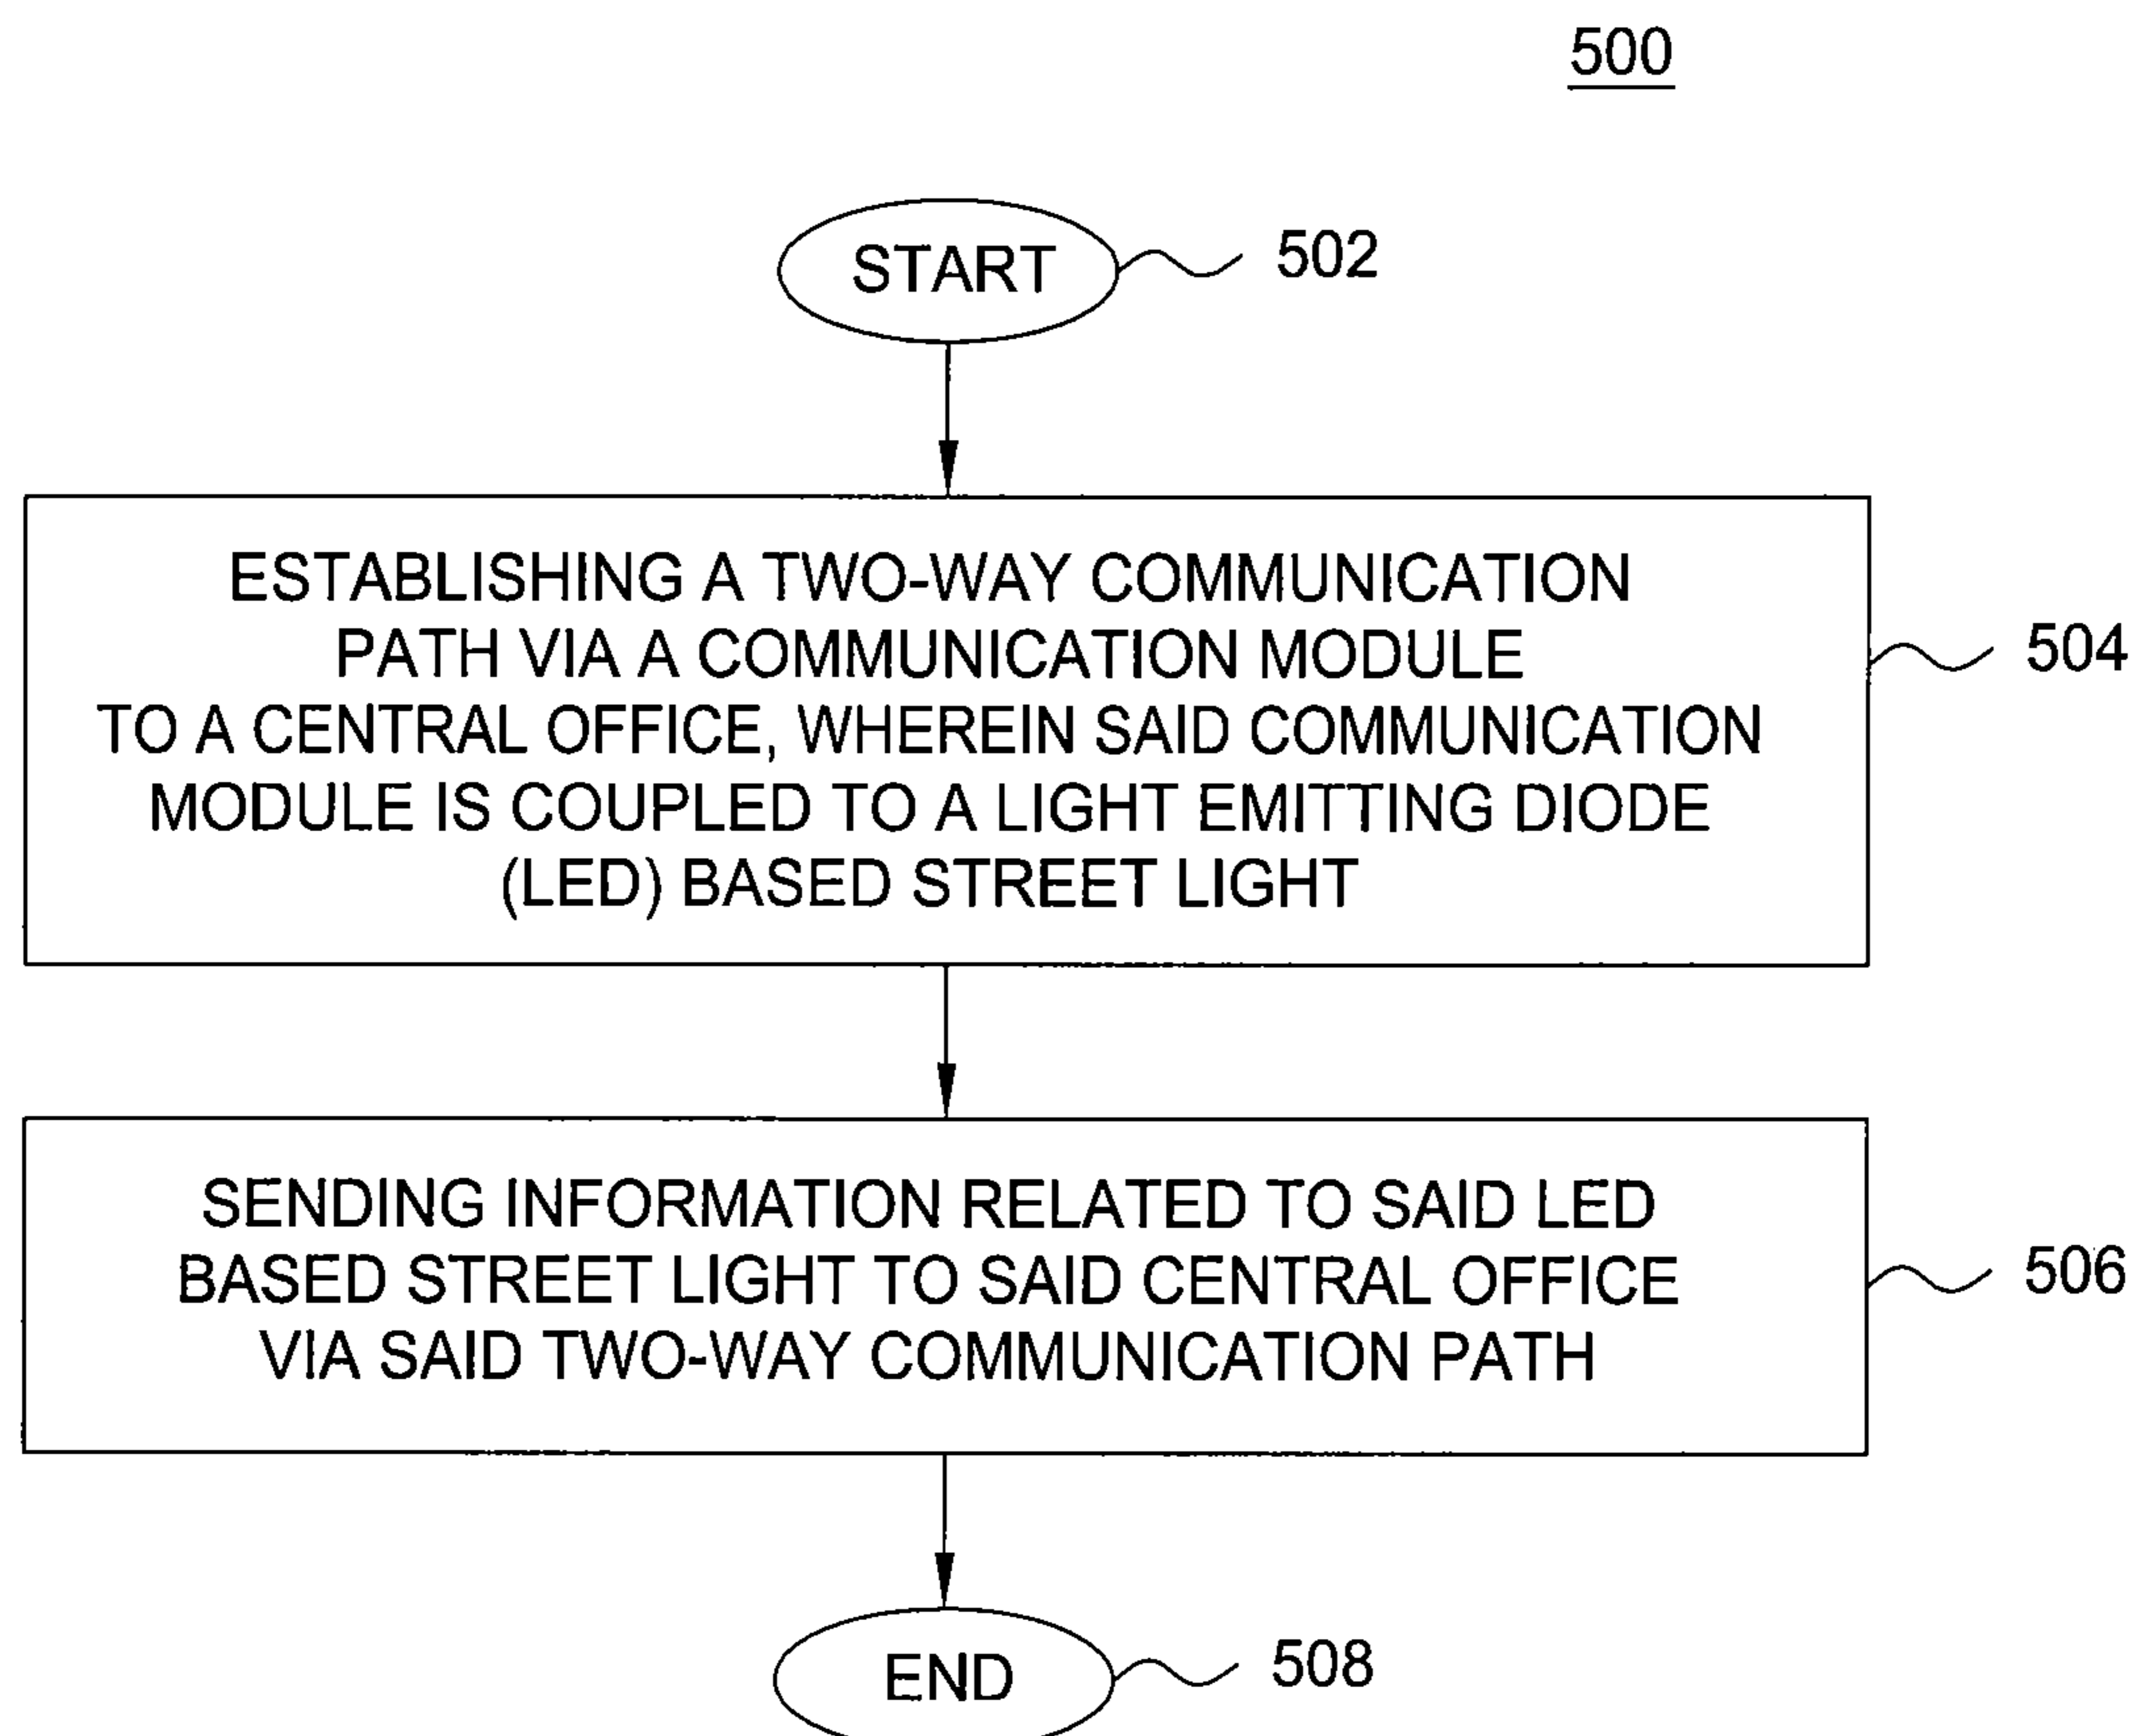 500
START
502
ESTABLISHING A TWO-WAY COMMUNICATION
PATH VIA A COMMUNICATION MODULE
TO A CENTRAL OFFICE, WHEREIN SAID COMMUNICATION
MODULE IS COUPLED TO A LIGHT EMITTING DIODE
(LED) BASED STREET LIGHT
504
SENDING INFORMATION RELATED TO SAID LED
BASED STREET LIGHT TO SAID CENTRAL OFFICE
VIA SAID TWO-WAY COMMUNICATION PATH
506
END
508